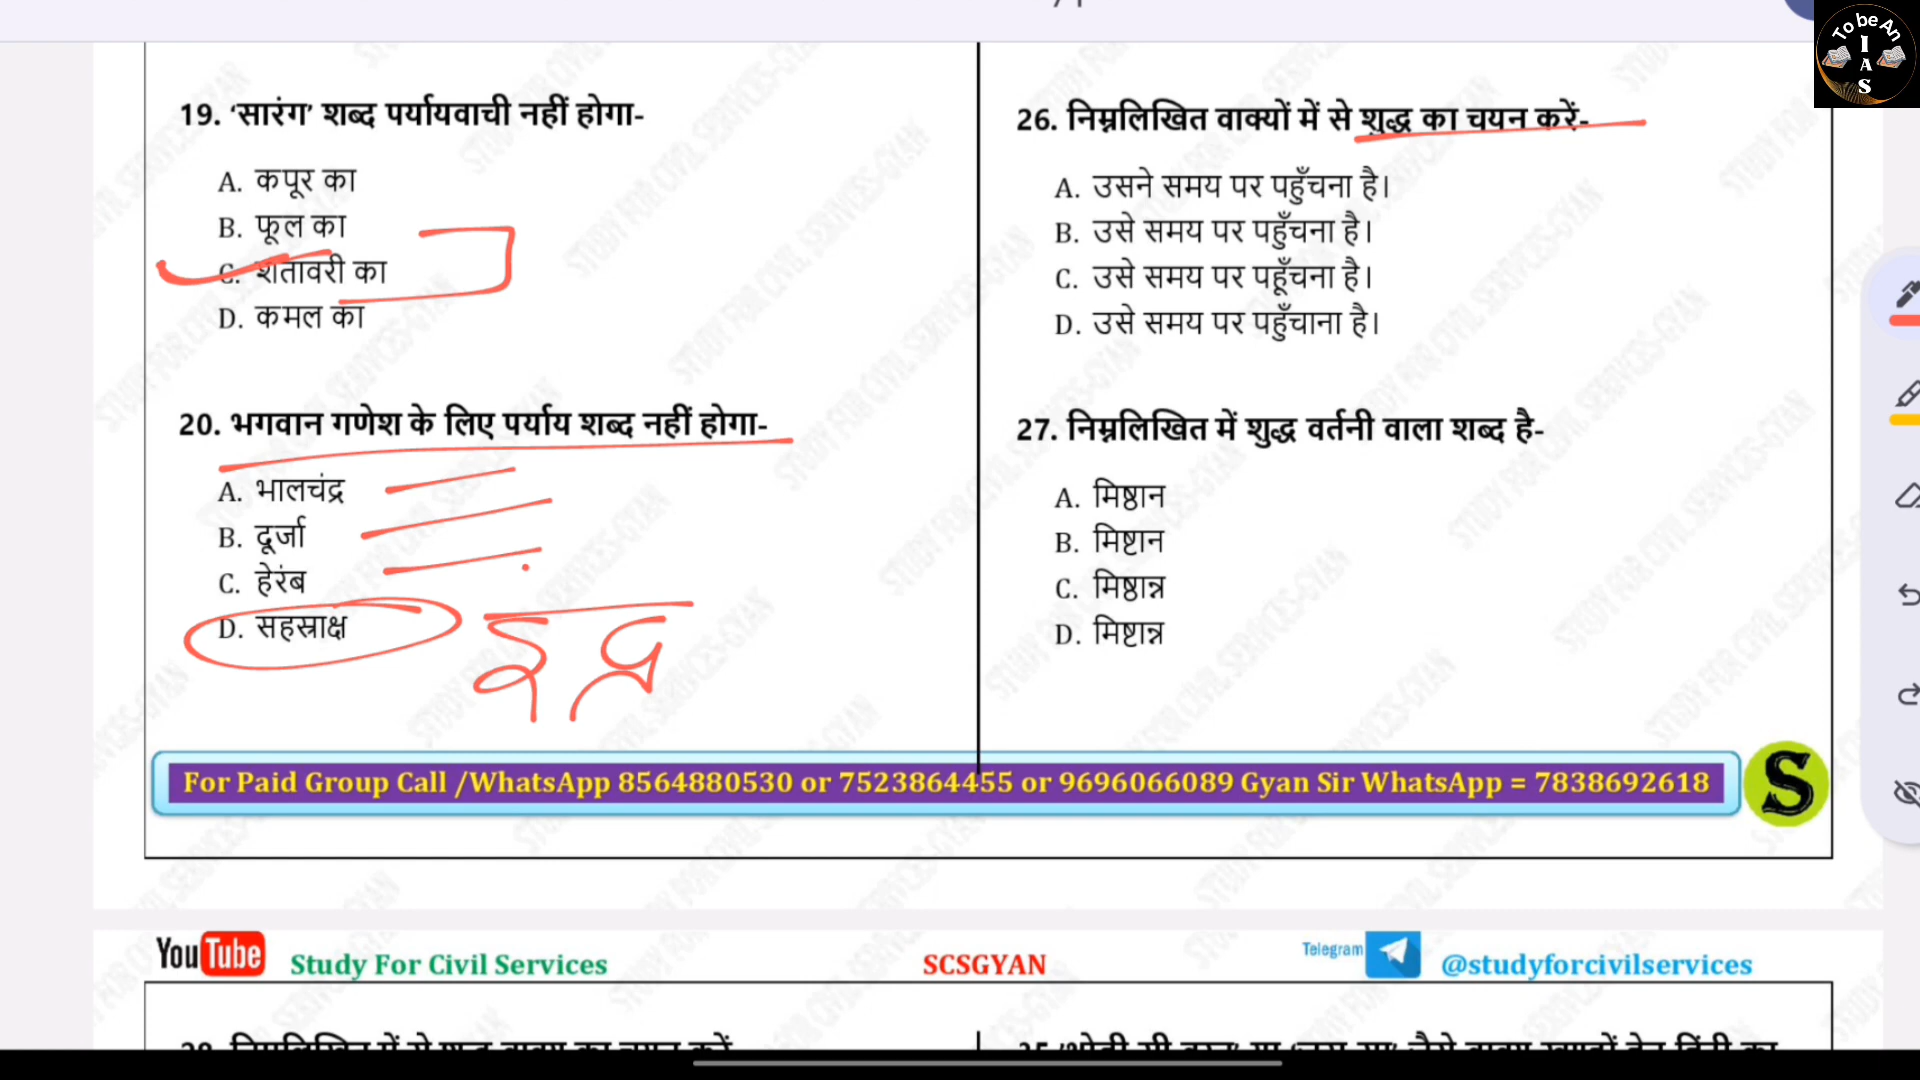 To be An
I
A
S
19. ‘सारंग’ शब्द पर्यायवाची नहीं होगा-
A. कपूर का
B. फूल का
C. शतावरी का
D. कमल का
20. भगवान गणेश के लिए पर्याय शब्द नहीं होगा-
A. भालचंद्र
B. दूर्जा
C. हेरंब
D. सहस्राक्ष
इंद्र
26. निम्नलिखित वाक्यों में से शुद्ध का चयन करें-
A. उसने समय पर पहुँचना है।
B. उसे समय पर पहुँचना है।
C. उसे समय पर पहूँचना है।
D. उसे समय पर पहुँचाना है।
27. निम्नलिखित में शुद्ध वर्तनी वाला शब्द है-
A. मिष्ठान
B. मिष्टान
C. मिष्ठान्न
D. मिष्टान्न
For Paid Group Call /WhatsApp 8564880530 or 7523864455 or 9696066089 Gyan Sir WhatsApp = 7838692618
S
YouTube Study For Civil Services SCSGYAN Telegram @studyforcivilservices